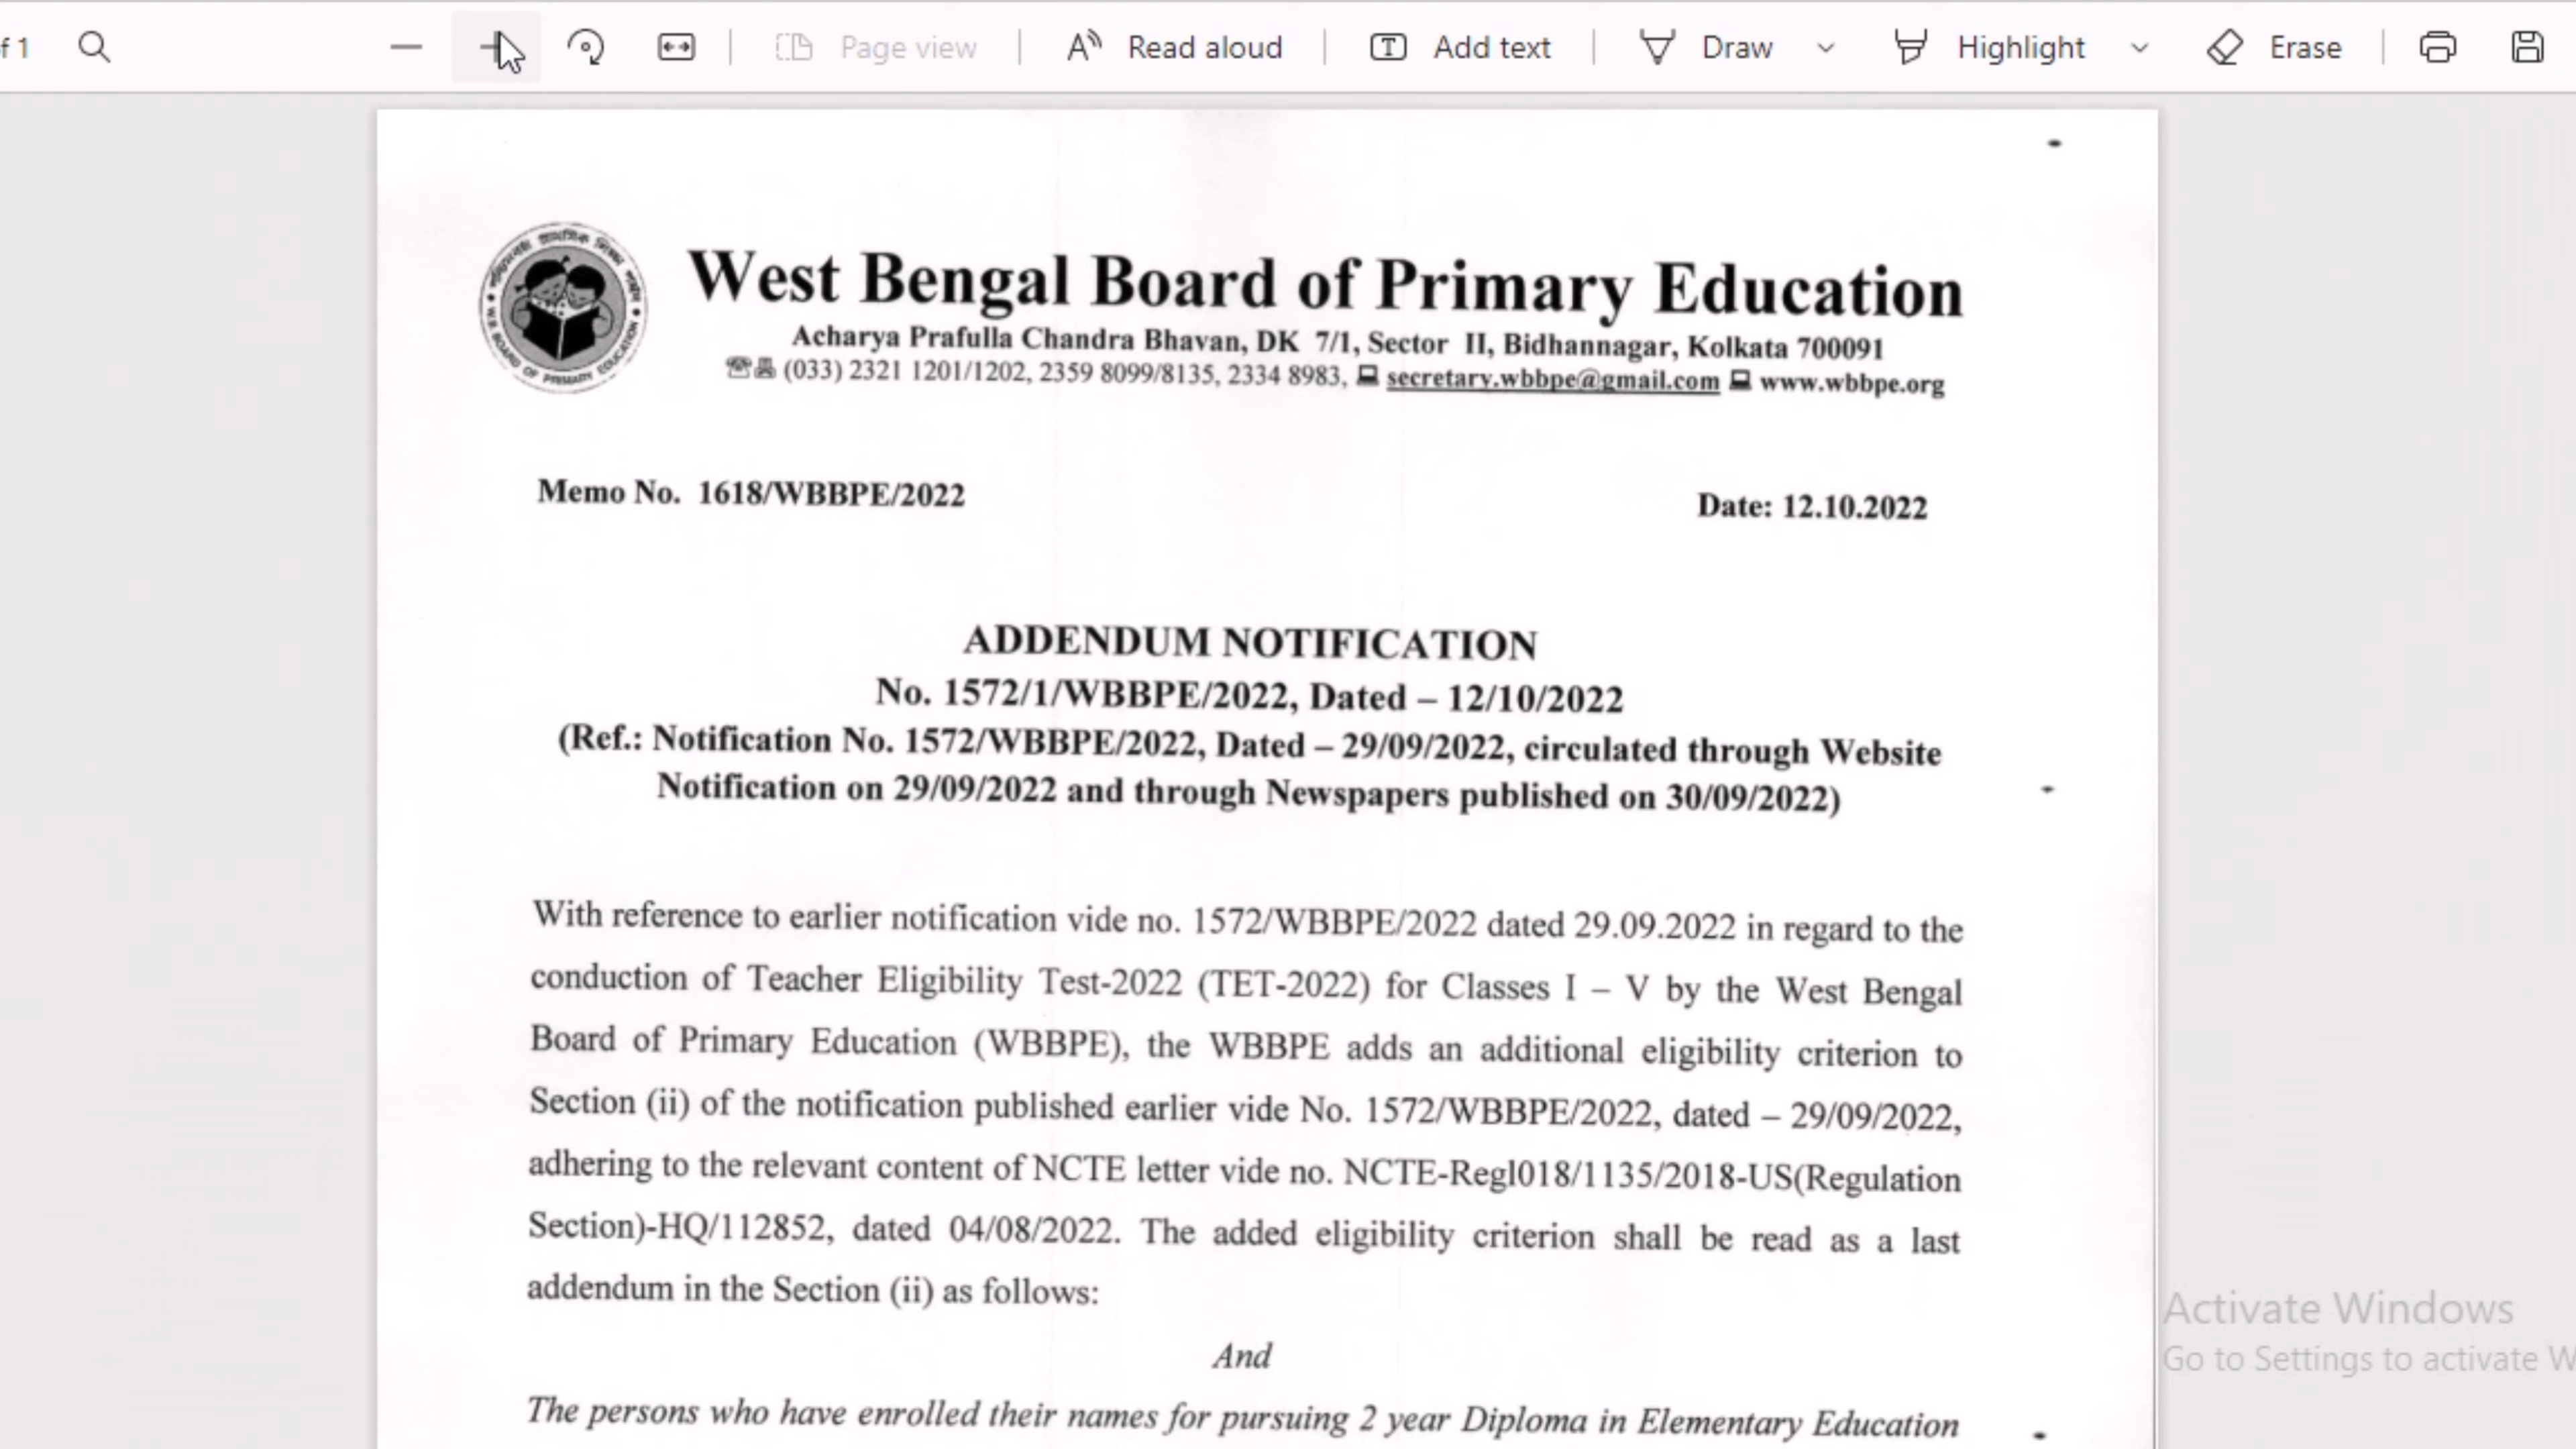 f 1 Page view Read aloud Add text Draw Highlight Erase
West Bengal Board of Primary Education
Acharya Prafulla Chandra Bhavan, DK 7/1, Sector II, Bidhannagar, Kolkata 700091
(033) 2321 1201/1202, 2359 8099/8135, 2334 8983, secretary.wbbpe@gmail.com www.wbbpe.org
W.B. BOARD OF PRIMARY EDUCATION
Memo No. 1618/WBBPE/2022 Date: 12.10.2022
ADDENDUM NOTIFICATION
No. 1572/1/WBBPE/2022, Dated – 12/10/2022
(Ref.: Notification No. 1572/WBBPE/2022, Dated – 29/09/2022, circulated through Website
Notification on 29/09/2022 and through Newspapers published on 30/09/2022)
With reference to earlier notification vide no. 1572/WBBPE/2022 dated 29.09.2022 in regard to the
conduction of Teacher Eligibility Test-2022 (TET-2022) for Classes I – V by the West Bengal
Board of Primary Education (WBBPE), the WBBPE adds an additional eligibility criterion to
Section (ii) of the notification published earlier vide No. 1572/WBBPE/2022, dated – 29/09/2022,
adhering to the relevant content of NCTE letter vide no. NCTE-Regl018/1135/2018-US(Regulation
Section)-HQ/112852, dated 04/08/2022. The added eligibility criterion shall be read as a last
addendum in the Section (ii) as follows:
And
The persons who have enrolled their names for pursuing 2 year Diploma in Elementary Education
Activate Windows
Go to Settings to activate W